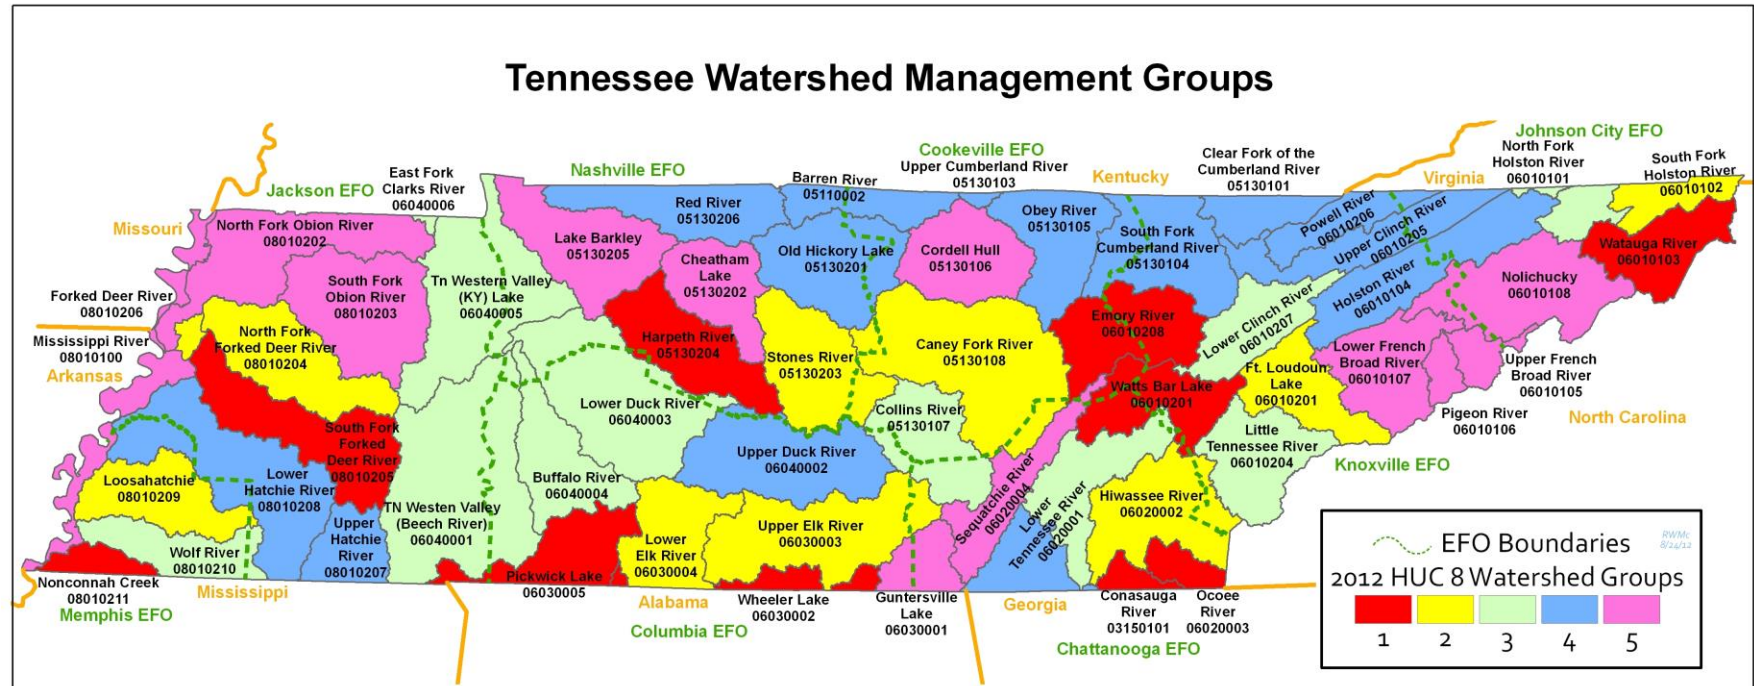 Tennessee Watershed Management Groups
Johnson City EFO
Cookeville EFO
Nashville EFO
Jackson EFO
East Fork
Clarks River
06040006
Barren River
05110002
Upper Cumberland River
05130103
Kentucky
Clear Fork of the
Cumberland River
05130101
Virginia
North Fork
Holston River
06010101
South Fork
Holston River
06010102
Missouri
North Fork Obion River
08010202
Red River
05130206
Obey River
05130105
Powell River
06010206
Upper Clinch River
06010205
Lake Barkley
05130205
Cheatham
Lake
05130202
Old Hickory Lake
05130201
Cordell Hull
05130106
South Fork
Cumberland River
05130104
Watauga River
06010103
Forked Deer River
08010206
South Fork
Obion River
08010203
Tn Western Valley
(KY) Lake
06040005
Holston River
06010104
Nolichucky
06010108
Mississippi River
08010100
Arkansas
North Fork
Forked Deer River
08010204
Harpeth River
05130204
Stones River
05130203
Caney Fork River
05130108
Emory River
06010208
Lower Clinch River
06010207
Lower French
Broad River
06010107
Upper French
Broad River
06010105
Watts Bar Lake
06010201
Ft. Loudoun
Lake
06010201
Pigeon River
06010106
North Carolina
Lower Duck River
06040003
Collins River
05130107
South Fork
Forked
Deer River
08010205
Upper Duck River
06040002
Little
Tennessee River
06010204
Knoxville EFO
Loosahatchie
08010209
Lower
Hatchie River
08010208
Buffalo River
06040004
Sequatchie River
06020004
Hiwassee River
06020002
TN Westen Valley
(Beech River)
06040001
Upper
Hatchie
River
08010207
Upper Elk River
06030003
Lower
Tennessee River
06020001
Wolf River
08010210
Lower
Elk River
06030004
Nonconnah Creek
08010211
Memphis EFO
Mississippi
Pickwick Lake
06030005
Alabama
Columbia EFO
Wheeler Lake
06030002
Guntersville
Lake
06030001
Georgia
Conasauga
River
03150101
Ocoee
River
06020003
Chattanooga EFO
EFO Boundaries
RWMc
8/24/12
2012 HUC 8 Watershed Groups
1 2 3 4 5